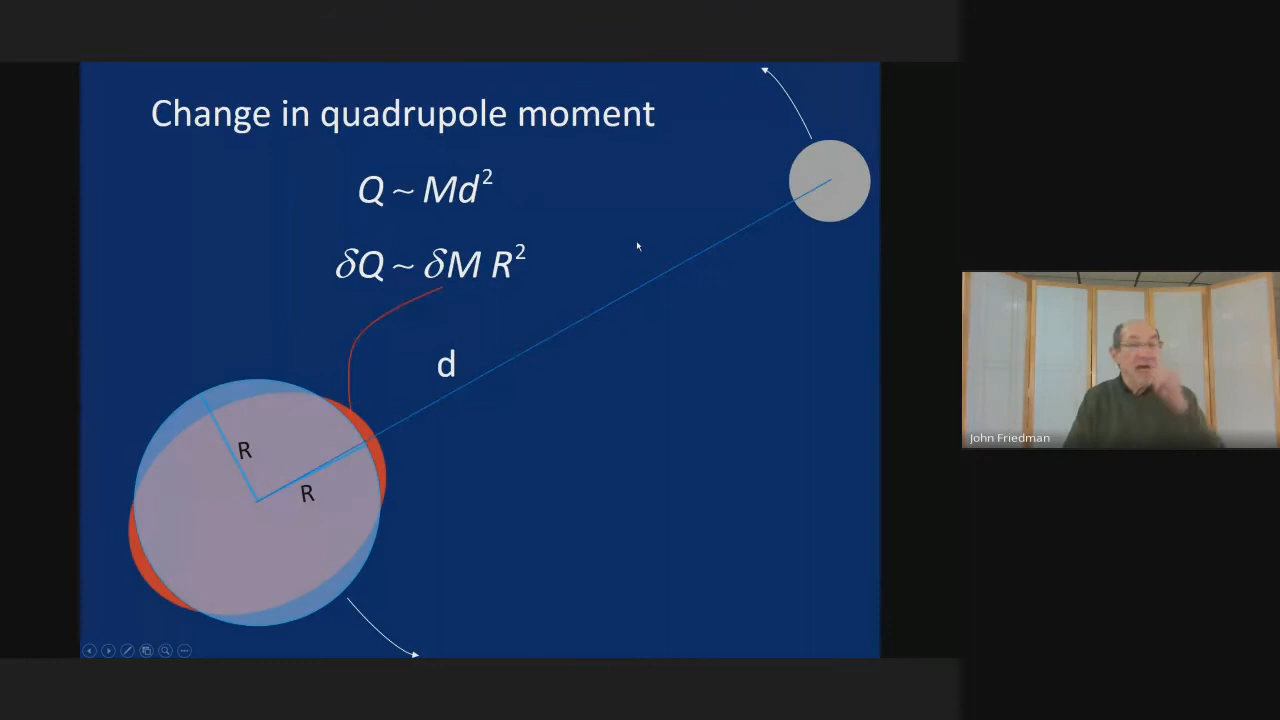 Change in quadrupole moment
Q ~ Md²
δQ ~ δM R²
d
R
R
John Friedman